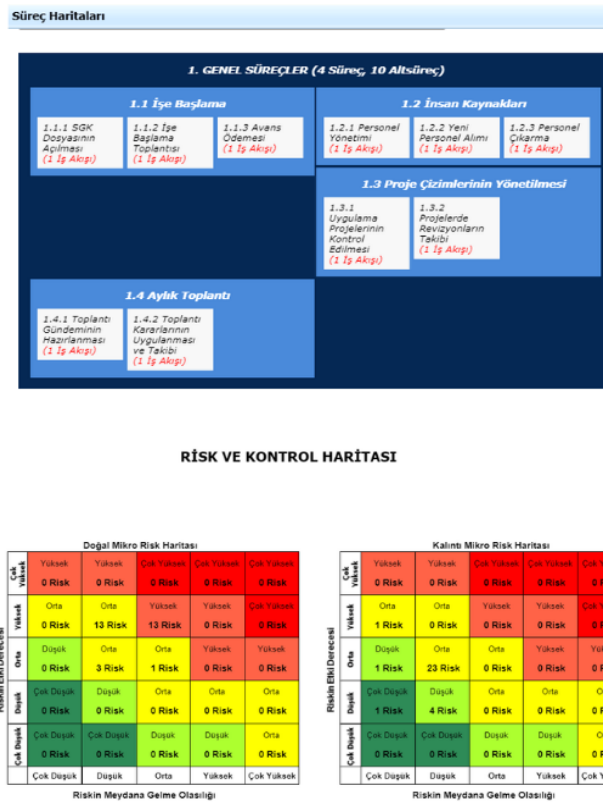 Süreç Haritaları
1. GENEL SÜREÇLER (4 Süreç, 10 Altsüreç)
1.1 İşe Başlama
1.1.1 SGK
Dosyasının
Açılması
(1 İş Akışı)
1.1.2 İşe
Başlama
Toplantısı
(1 İş Akışı)
1.1.3 Avans
Ödemesi
(1 İş Akışı)
1.2 İnsan Kaynakları
1.2.1 Personel
Yönetimi
(1 İş Akışı)
1.2.2 Yeni
Personel Alımı
(1 İş Akışı)
1.2.3 Personel
Çıkarma
(1 İş Akışı)
1.3 Proje Çizimlerinin Yönetilmesi
1.3.1
Uygulama
Projelerinin
Kontrol
Edilmesi
(1 İş Akışı)
1.3.2
Projelerde
Revizyonların
Takibi
(1 İş Akışı)
1.4 Aylık Toplantı
1.4.1 Toplantı
Gündeminin
Hazırlanması
(1 İş Akışı)
1.4.2 Toplantı
Kararlarının
Uygulanması
ve Takibi
(1 İş Akışı)
RİSK VE KONTROL HARİTASI
Doğal Mikro Risk Haritası
Riskin Etki Derecesi
Çok Yüksek
Yüksek Yüksek Çok Yüksek Çok Yüksek Çok Yüksek
0 Risk 0 Risk 0 Risk 0 Risk 0 Risk
Yüksek
Orta Orta Yüksek Yüksek Çok Yüksek
0 Risk 13 Risk 13 Risk 0 Risk 0 Risk
Orta
Düşük Orta Orta Yüksek Yüksek
0 Risk 3 Risk 1 Risk 0 Risk 0 Risk
Düşük
Çok Düşük Düşük Orta Orta Orta
0 Risk 0 Risk 0 Risk 0 Risk 0 Risk
Çok Düşük
Çok Düşük Çok Düşük Düşük Düşük Orta
0 Risk 0 Risk 0 Risk 0 Risk 0 Risk
Çok Düşük Düşük Orta Yüksek Çok Yüksek
Riskin Meydana Gelme Olasılığı
Kalıntı Mikro Risk Haritası
Riskin Etki Derecesi
Çok Yüksek
Yüksek Yüksek Çok Yüksek Çok Yüksek
0 Risk 0 Risk 0 Risk 0 Risk
Yüksek
Orta Orta Yüksek Yüksek
1 Risk 0 Risk 0 Risk 0 Risk
Orta
Düşük Orta Orta Yüksek
1 Risk 23 Risk 0 Risk 0 Risk
Düşük
Çok Düşük Düşük Orta Orta
1 Risk 4 Risk 0 Risk 0 Risk
Çok Düşük
Çok Düşük Çok Düşük Düşük Düşük
0 Risk 0 Risk 0 Risk 0 Risk
Çok Düşük Düşük Orta Yüksek
Riskin Meydana Gelme Olasılığı